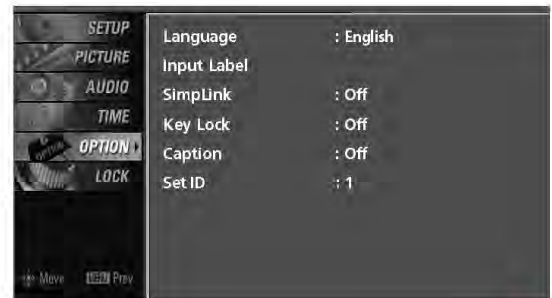 SETUP
PICTURE
AUDIO
TIME
OPTION
LOCK
Move MENU Prev
Language : English
Input Label
SimpLink : Off
Key Lock : Off
Caption : Off
Set ID : 1